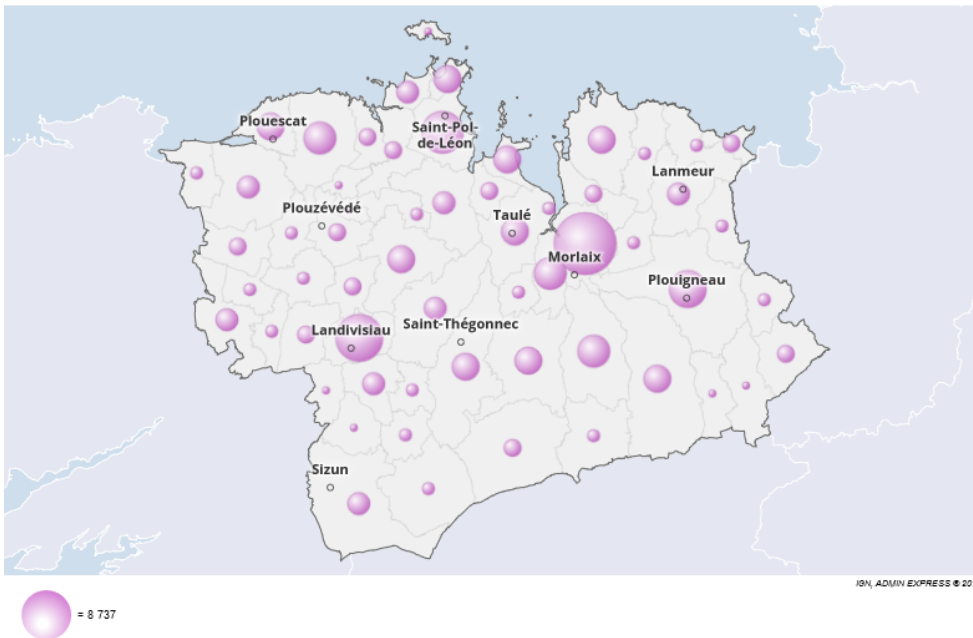 Plouescat
Saint-Pol-
de-Léon
Lanmeur
Plouzévédé
Taulé
Morlaix
Plouigneau
Landivisiau
Saint-Thégonnec
Sizun
IGN, ADMIN EXPRESS ® 20
= 8 737